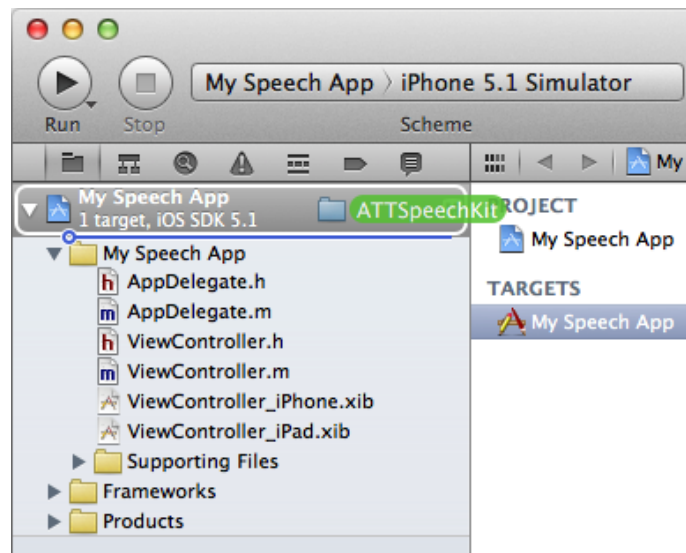 My Speech App › iPhone 5.1 Simulator
Run Stop Scheme
My
My Speech App
1 target, iOS SDK 5.1
ATTSpeechKit
My Speech App
h AppDelegate.h
m AppDelegate.m
h ViewController.h
m ViewController.m
ViewController_iPhone.xib
ViewController_iPad.xib
Supporting Files
Frameworks
Products
ROJECT
My Speech App
TARGETS
My Speech App